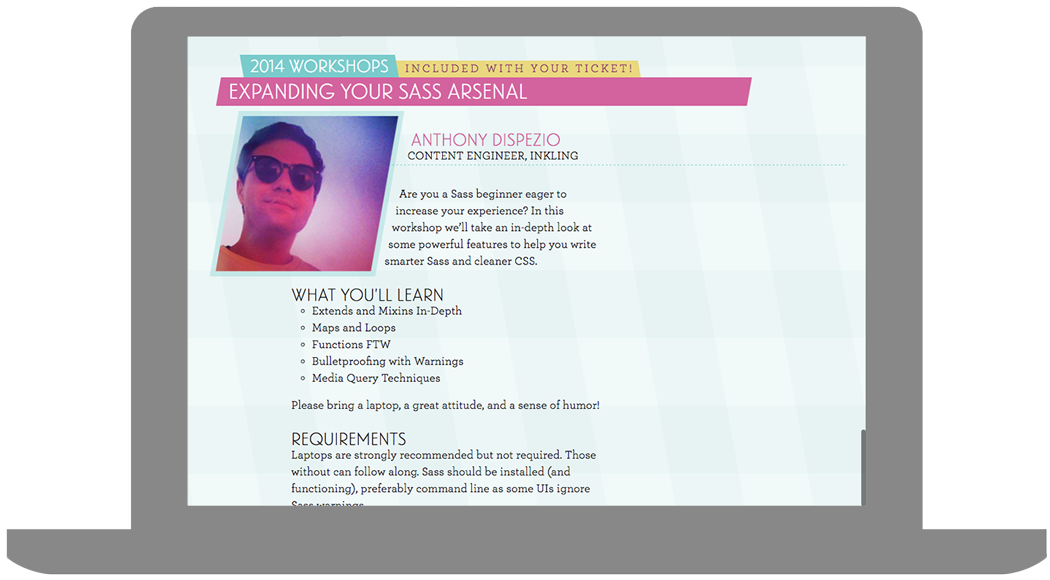 2014 WORKSHOPS INCLUDED WITH YOUR TICKET!
EXPANDING YOUR SASS ARSENAL
ANTHONY DISPEZIO
CONTENT ENGINEER, INKLING
Are you a Sass beginner eager to
increase your experience? In this
workshop we'll take an in-depth look at
some powerful features to help you write
smarter Sass and cleaner CSS.
WHAT YOU'LL LEARN
Extends and Mixins In-Depth
Maps and Loops
Functions FTW
Bulletproofing with Warnings
Media Query Techniques
Please bring a laptop, a great attitude, and a sense of humor!
REQUIREMENTS
Laptops are strongly recommended but not required. Those
without can follow along. Sass should be installed (and
functioning), preferably command line as some UIs ignore
Sass warnings